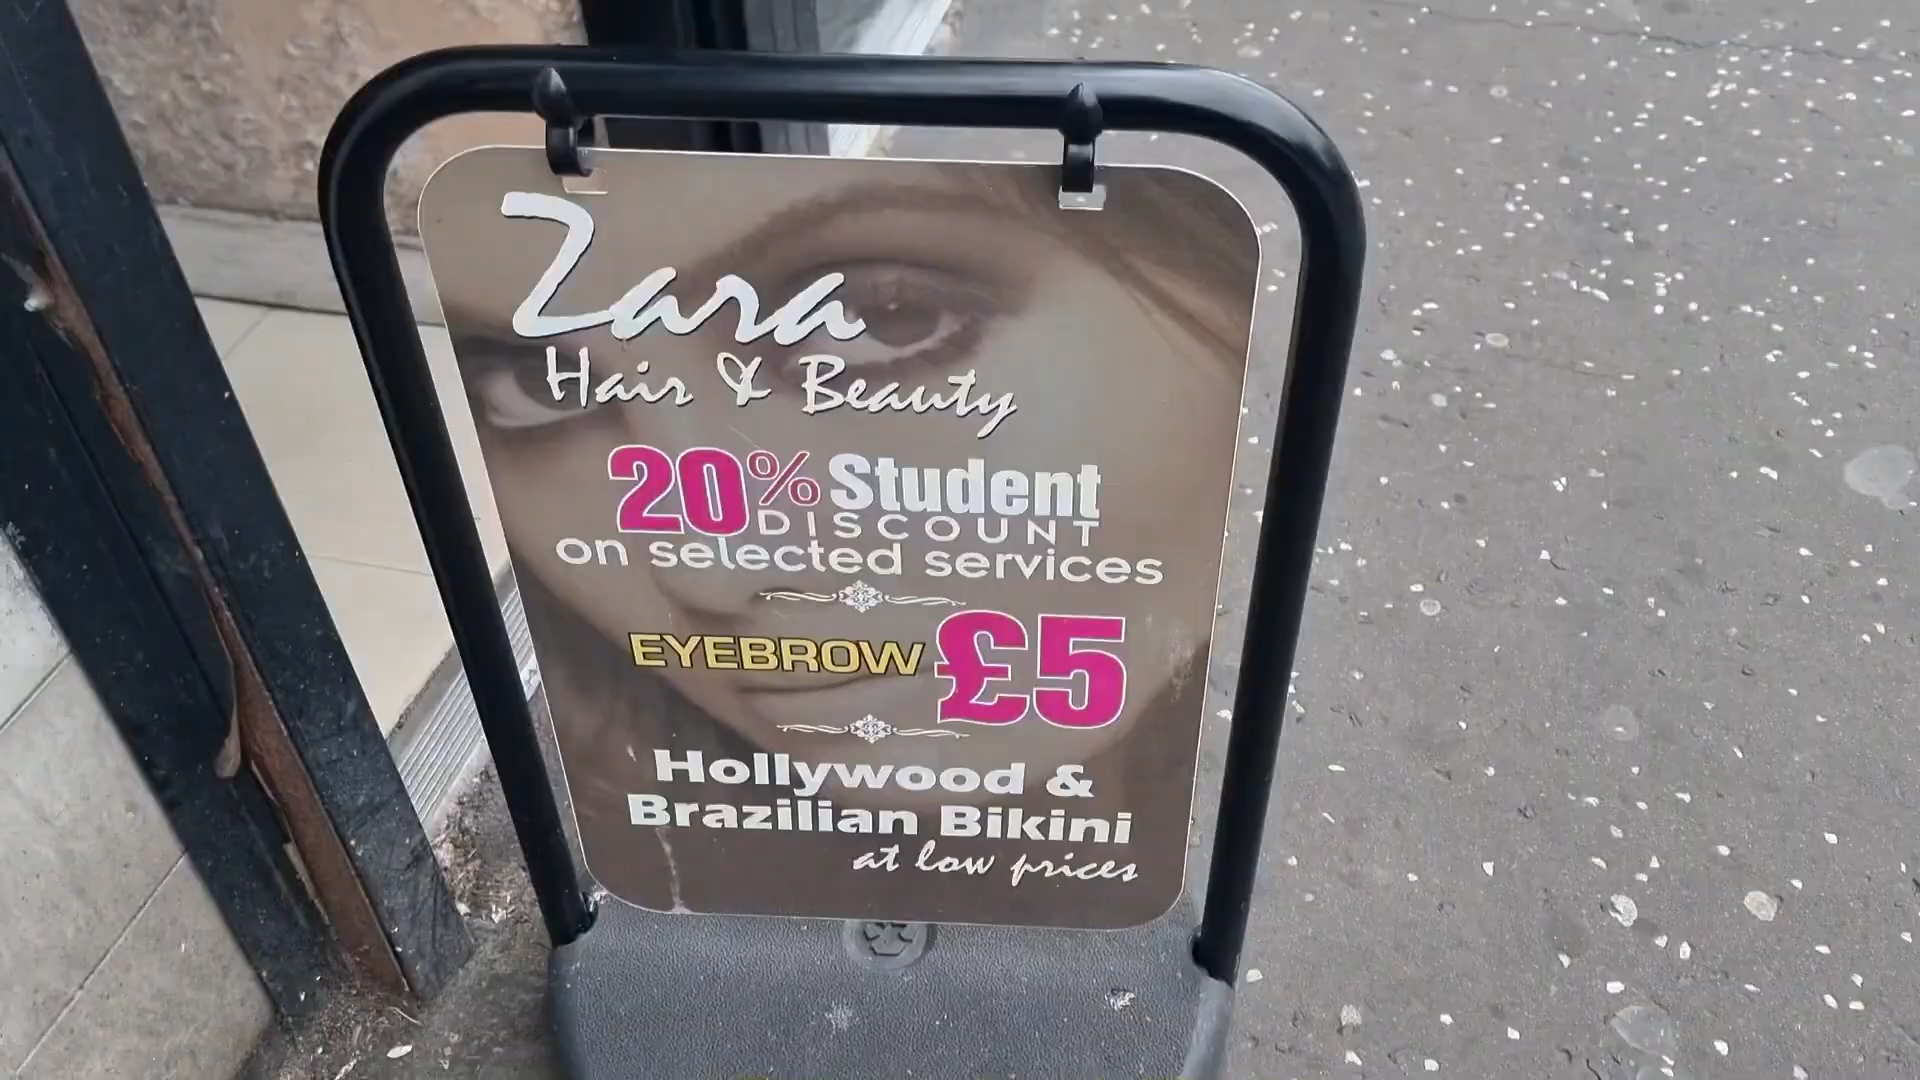 Zara
Hair & Beauty
20% Student
DISCOUNT
on selected services
EYEBROW £5
Hollywood &
Brazilian Bikini
at low prices